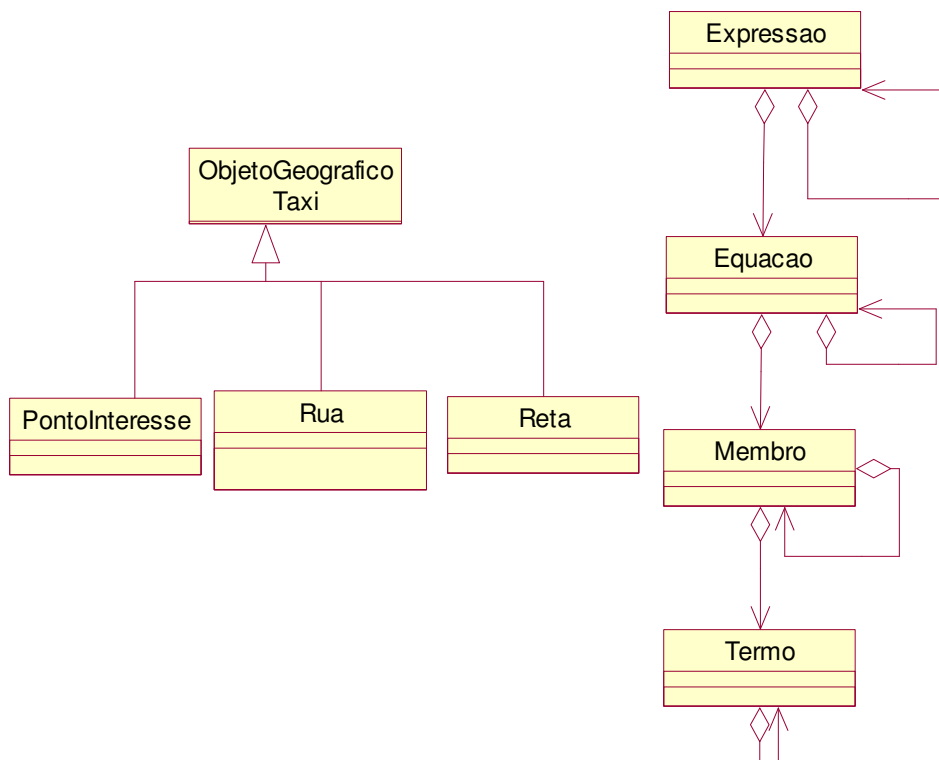 Expressao
ObjetoGeografico
Taxi
Equacao
PontoInteresse
Rua
Reta
Membro
Termo